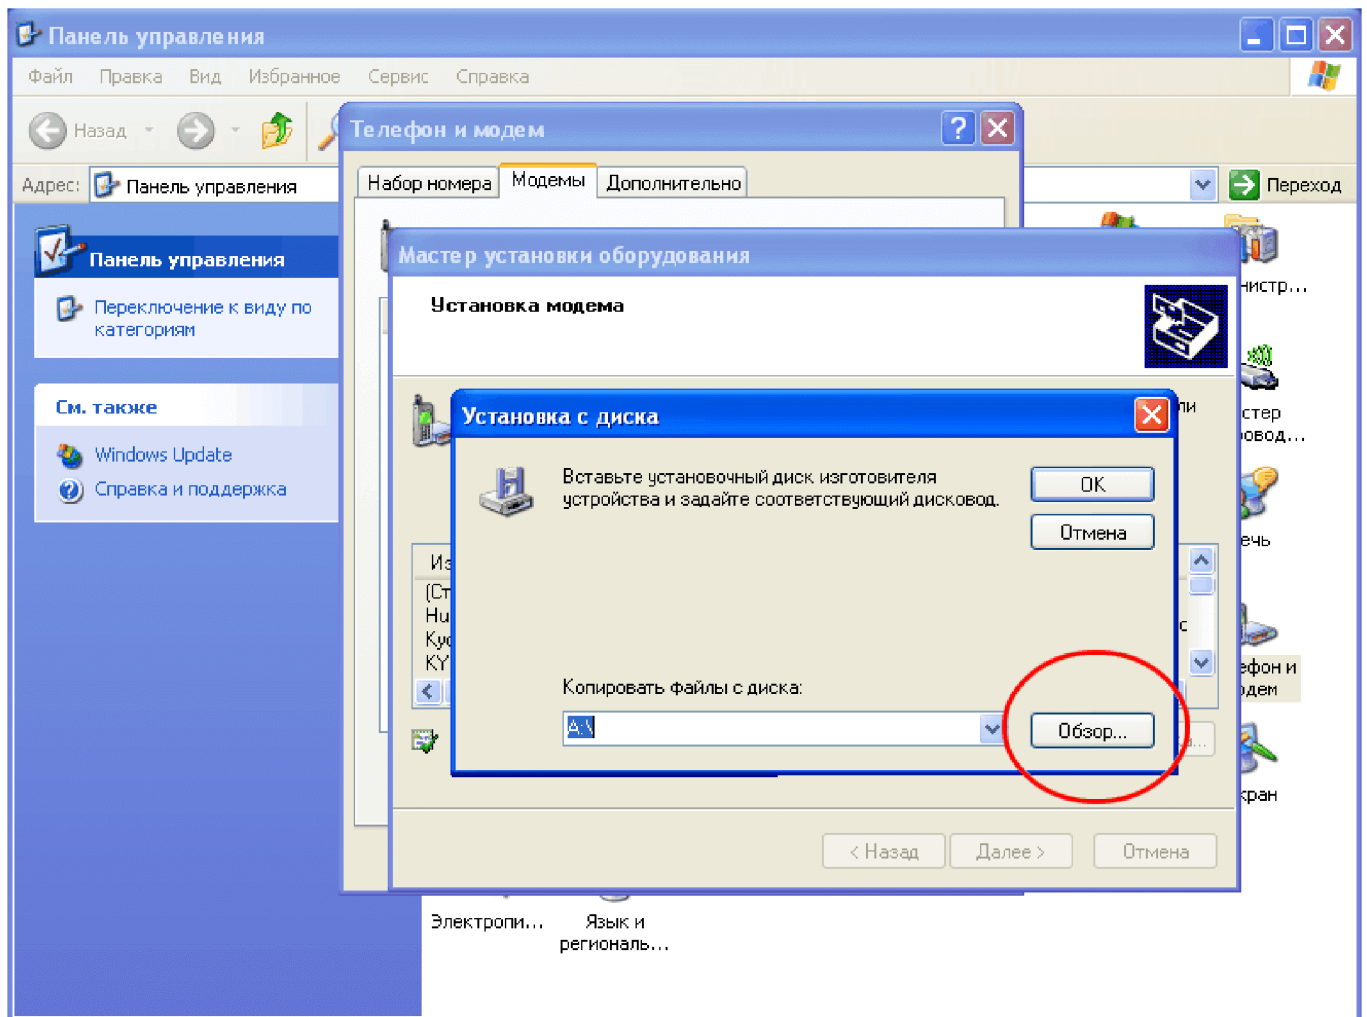 Панель управления
Файл Правка Вид Избранное Сервис Справка
Назад
Телефон и модем
Адрес: Панель управления
Переход
Набор номера Модемы Дополнительно
Панель управления
Переключение к виду по
категориям
См. также
Windows Update
Справка и поддержка
Мастер установки оборудования
Установка модема
Установка с диска
Вставьте установочный диск изготовителя
устройства и задайте соответствующий дисковод.
OK
Отмена
Копировать файлы с диска:
A:\
Обзор...
< Назад Далее > Отмена
Электропи...
Язык и
региональ...